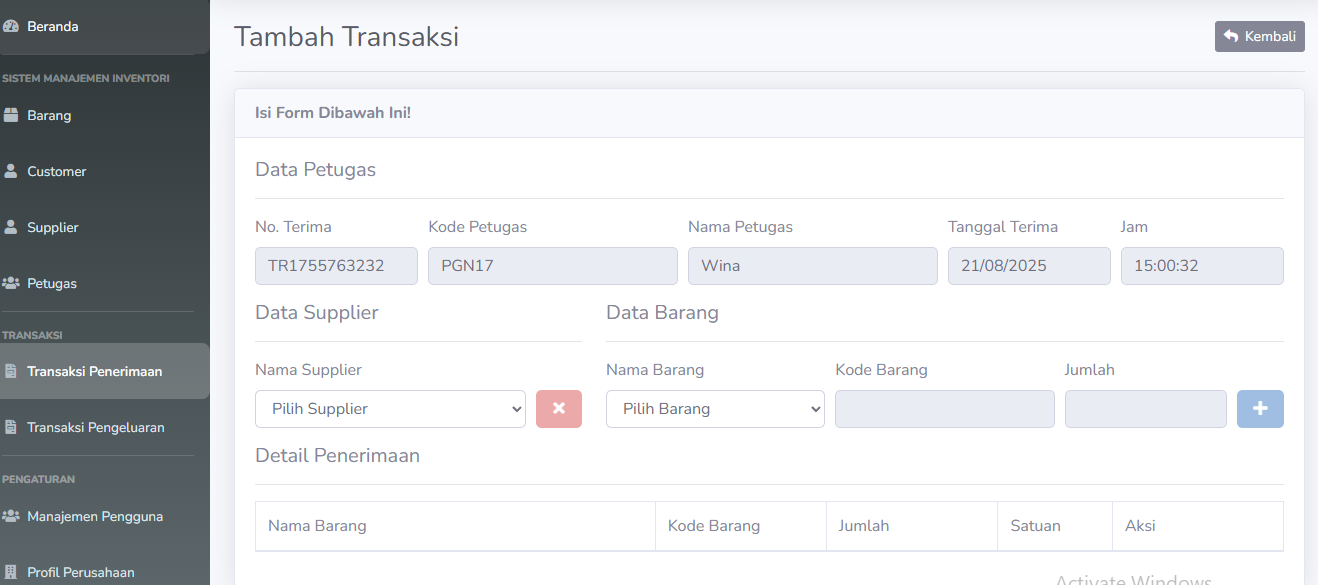 Beranda
SISTEM MANAJEMEN INVENTORI
Barang
Customer
Supplier
Petugas
TRANSAKSI
Transaksi Penerimaan
Transaksi Pengeluaran
PENGATURAN
Manajemen Pengguna
Profil Perusahaan
Tambah Transaksi
Kembali
Isi Form Dibawah Ini!
Data Petugas
No. Terima Kode Petugas Nama Petugas Tanggal Terima Jam
TR1755763232 PGN17 Wina 21/08/2025 15:00:32
Data Supplier Data Barang
Nama Supplier Nama Barang Kode Barang Jumlah
Pilih Supplier Pilih Barang
Detail Penerimaan
Nama Barang Kode Barang Jumlah Satuan Aksi
Activate Windows